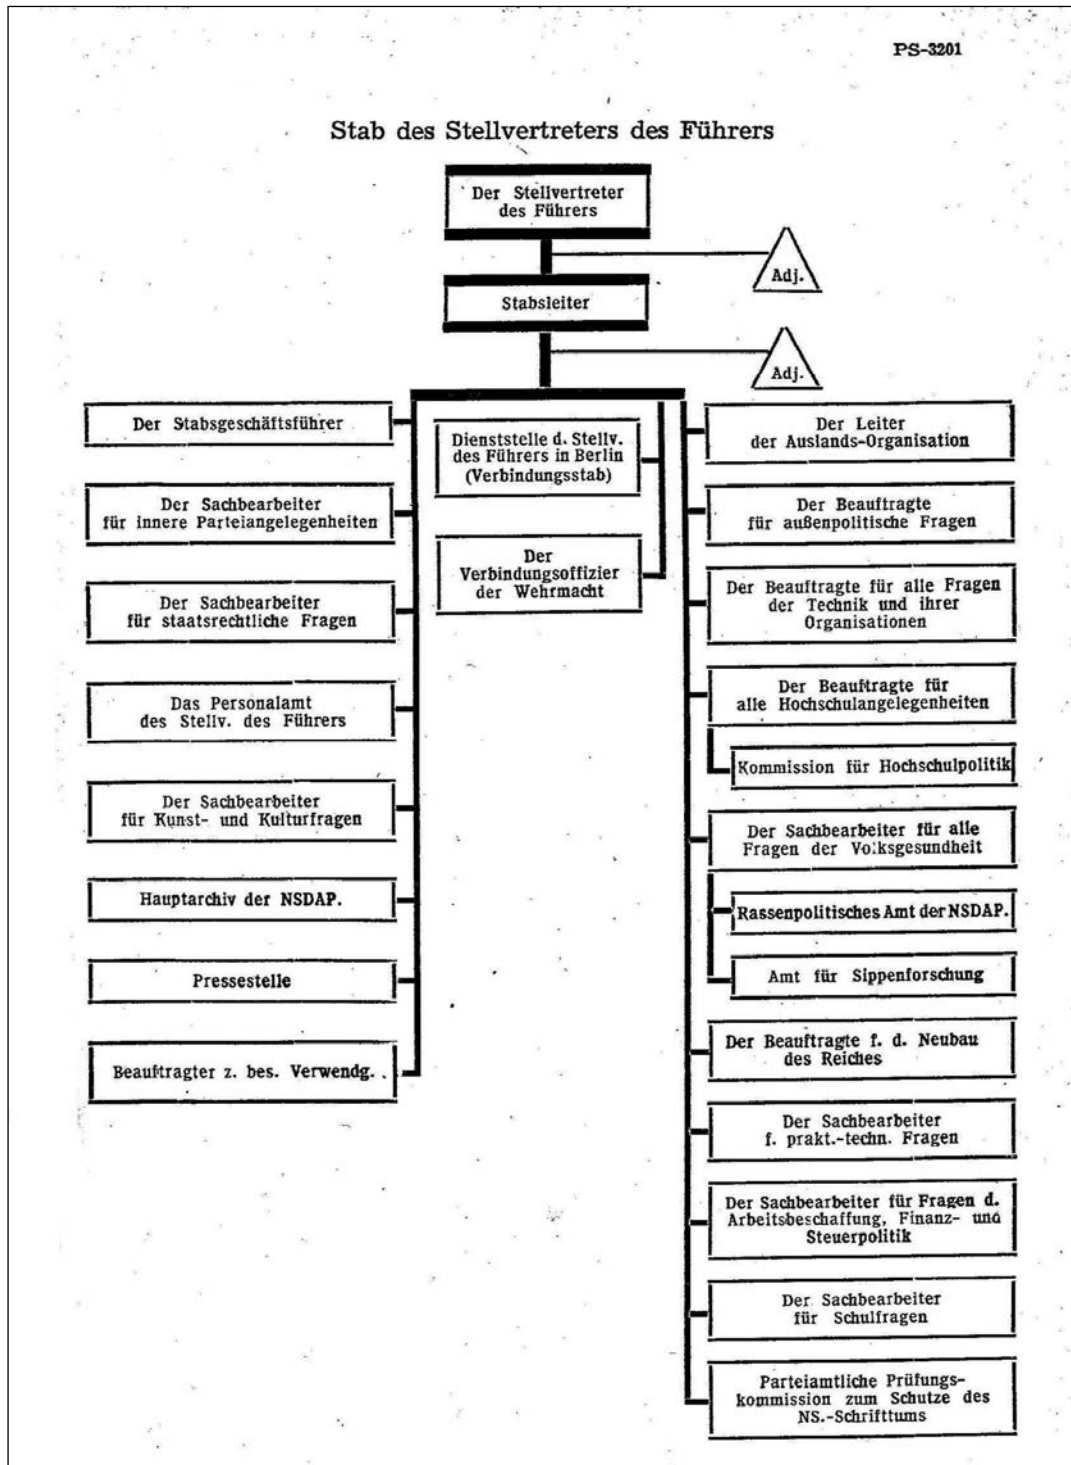 PS-3201
Stab des Stellvertreters des Führers
Der Stellvertreter
des Führers
Adj.
Stabsleiter
Adj.
Der Stabsgeschäftsführer
Der Sachbearbeiter
für innere Parteiangelegenheiten
Der Sachbearbeiter
für staatsrechtliche Fragen
Das Personalamt
des Stellv. des Führers
Der Sachbearbeiter
für Kunst- und Kulturfragen
Hauptarchiv der NSDAP.
Pressestelle
Beauftragter z. bes. Verwendg.
Dienststelle d. Stellv.
des Führers in Berlin
(Verbindungsstab)
Der
Verbindungsoffizier
der Wehrmacht
Der Leiter
der Auslands-Organisation
Der Beauftragte
für außenpolitische Fragen
Der Beauftragte für alle Fragen
der Technik und ihrer
Organisationen
Der Beauftragte für
alle Hochschulangelegenheiten
Kommission für Hochschulpolitik
Der Sachbearbeiter für alle
Fragen der Volksgesundheit
Rassenpolitisches Amt der NSDAP.
Amt für Sippenforschung
Der Beauftragte f. d. Neubau
des Reiches
Der Sachbearbeiter
f. prakt.-techn. Fragen
Der Sachbearbeiter für Fragen d.
Arbeitsbeschaffung, Finanz- und
Steuerpolitik
Der Sachbearbeiter
für Schulfragen
Parteiamtliche Prüfungs-
kommission zum Schutze des
NS.-Schrifttums